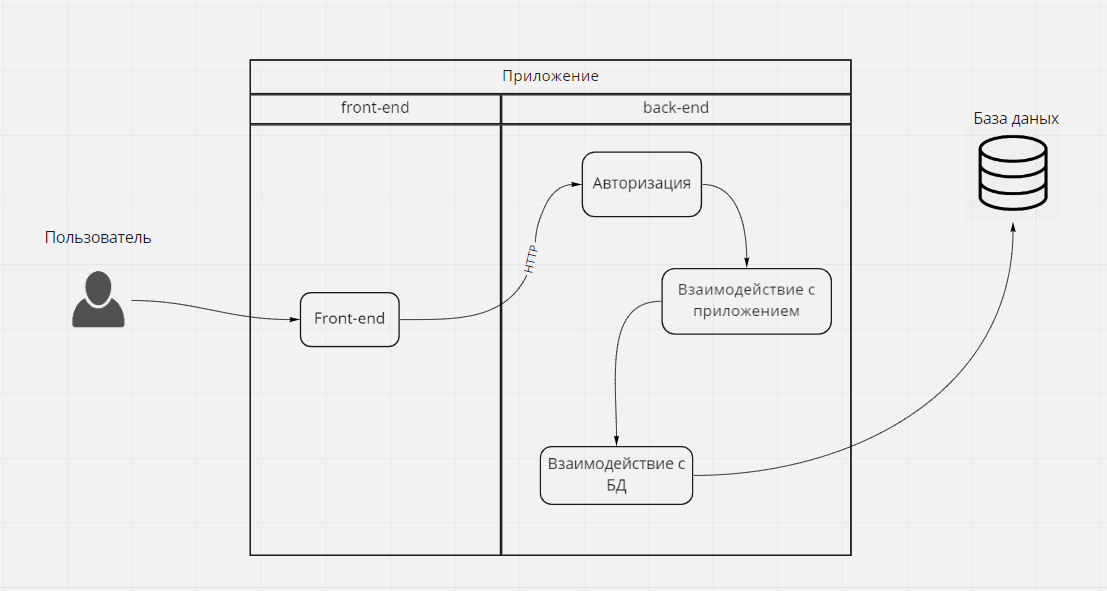 Приложение
front-end
back-end
База даных
Авторизация
Пользователь
HTTP
Взаимодействие с
приложением
Front-end
Взаимодействие с
БД